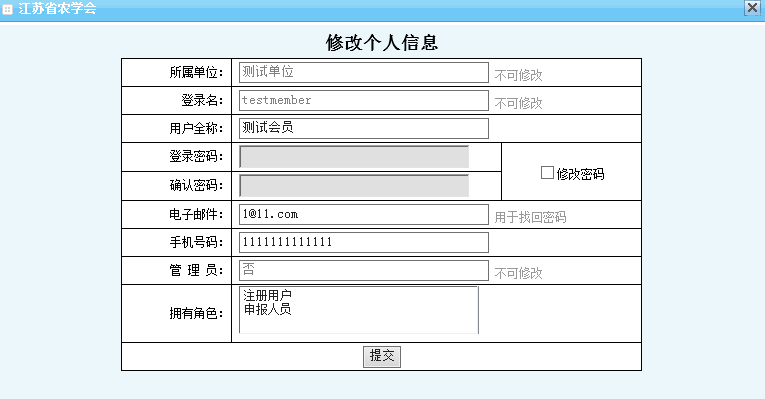 江苏省农学会
修改个人信息
所属单位： 测试单位 不可修改
登录名： testmember 不可修改
用户全称： 测试会员
登录密码：
确认密码： 修改密码
电子邮件： 1@11.com 用于找回密码
手机号码： 1111111111111
管 理 员： 否 不可修改
拥有角色： 注册用户
申报人员
提交